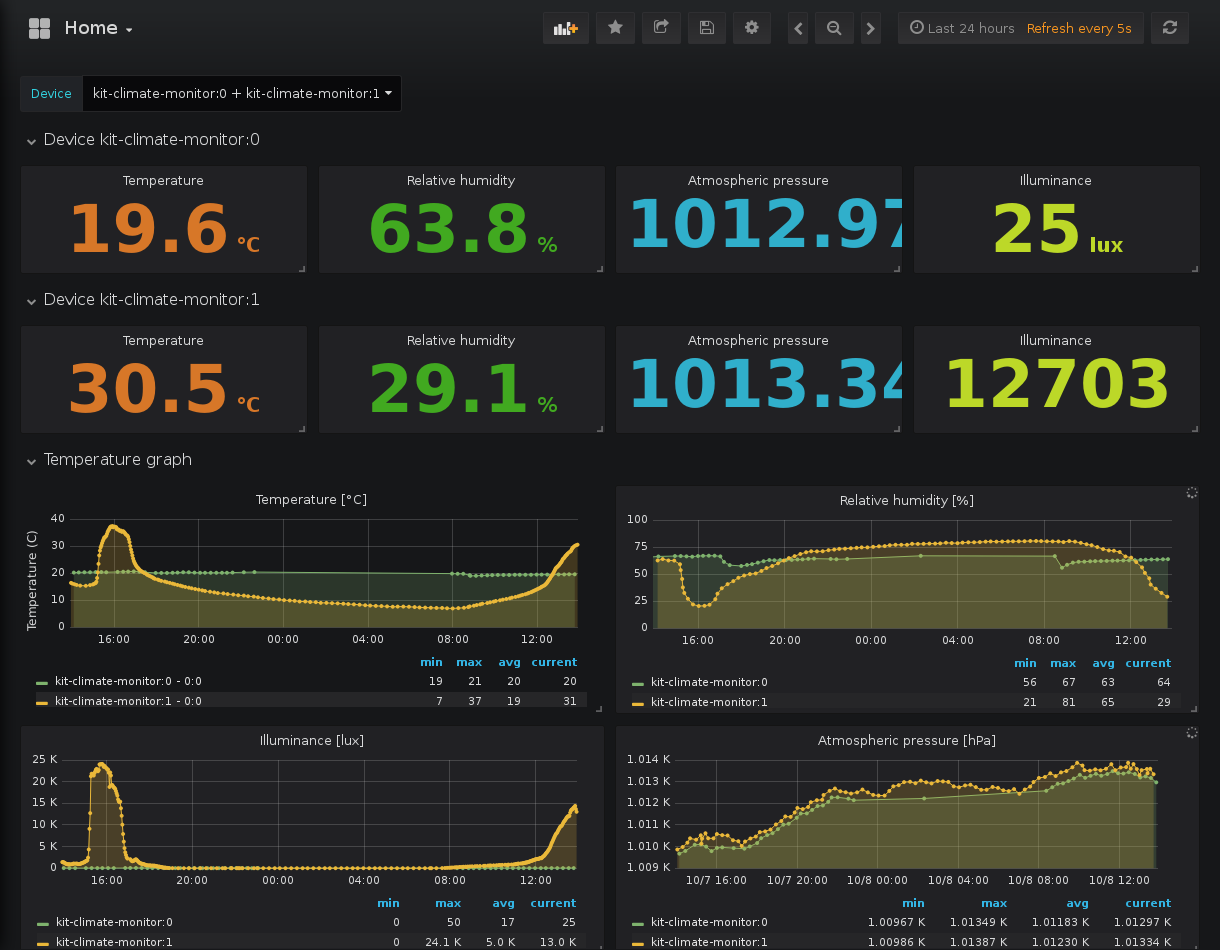 Home
Last 24 hours Refresh every 5s
Device kit-climate-monitor:0 + kit-climate-monitor:1
Device kit-climate-monitor:0
Temperature Relative humidity Atmospheric pressure Illuminance
19.6 °C 63.8 % 1012.97 25 lux
Device kit-climate-monitor:1
Temperature Relative humidity Atmospheric pressure Illuminance
30.5 °C 29.1 % 1013.34 12703
Temperature graph
Temperature [°C]
Temperature (C)
40
30
20
10
0
16:00 20:00 00:00 04:00 08:00 12:00
min max avg current
kit-climate-monitor:0 - 0:0 19 21 20 20
kit-climate-monitor:1 - 0:0 7 37 19 31
Relative humidity [%]
100
75
50
25
0
16:00 20:00 00:00 04:00 08:00 12:00
min max avg current
kit-climate-monitor:0 56 67 63 64
kit-climate-monitor:1 21 81 65 29
Illuminance [lux]
25 K
20 K
15 K
10 K
5 K
0
16:00 20:00 00:00 04:00 08:00 12:00
min max avg current
kit-climate-monitor:0 0 50 17 25
kit-climate-monitor:1 0 24.1 K 5.0 K 13.0 K
Atmospheric pressure [hPa]
1.014 K
1.013 K
1.012 K
1.011 K
1.010 K
1.009 K
10/7 16:00 10/7 20:00 10/8 00:00 10/8 04:00 10/8 08:00 10/8 12:00
min max avg current
kit-climate-monitor:0 1.00967 K 1.01349 K 1.01183 K 1.01297 K
kit-climate-monitor:1 1.00986 K 1.01387 K 1.01230 K 1.01334 K